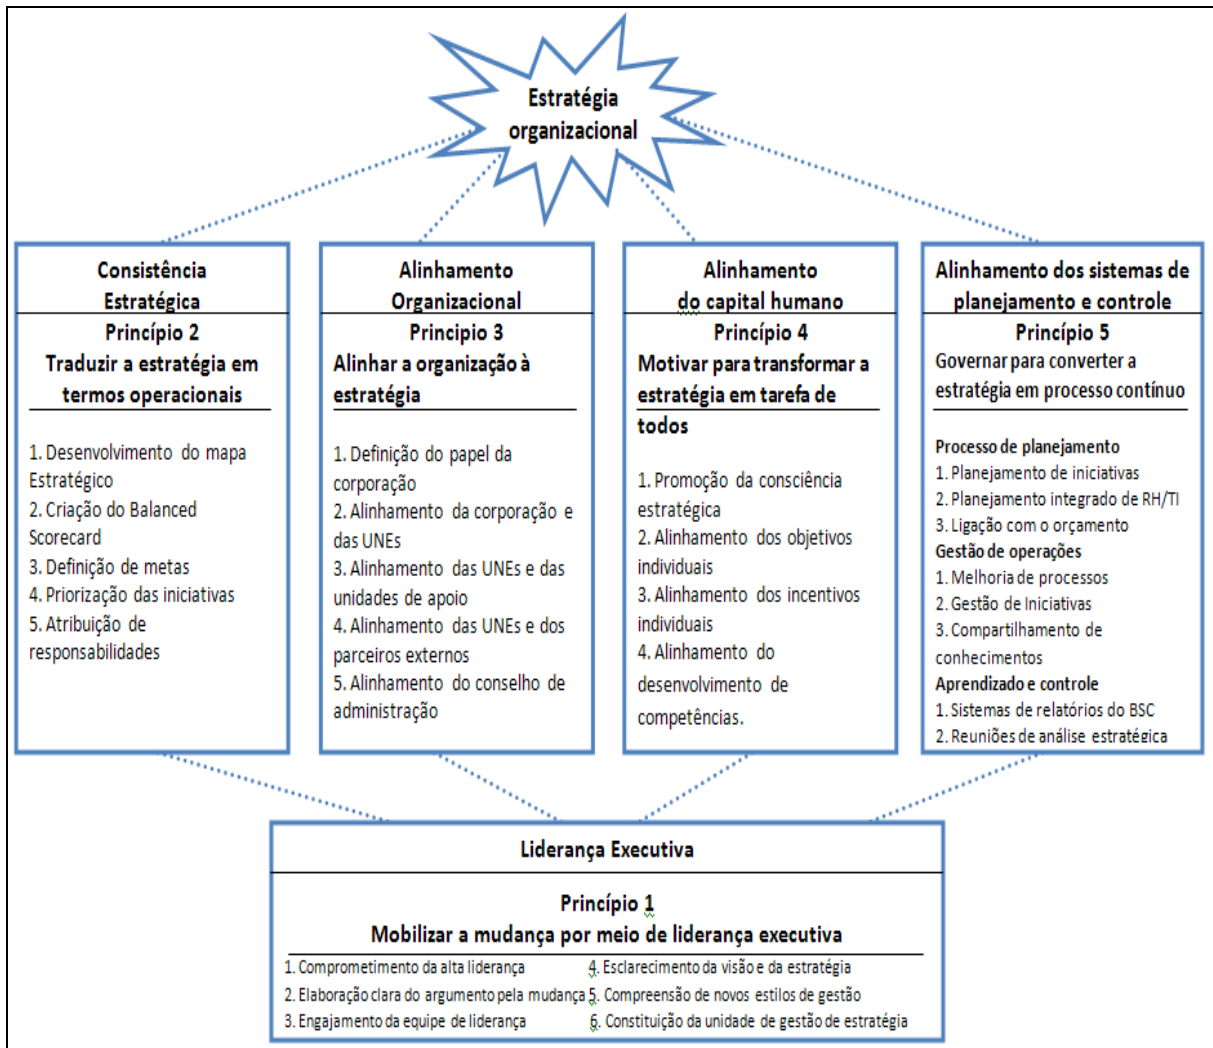 Estratégia
organizacional
Consistência
Estratégica
Princípio 2
Traduzir a estratégia em
termos operacionais
1. Desenvolvimento do mapa
Estratégico
2. Criação do Balanced
Scorecard
3. Definição de metas
4. Priorização das iniciativas
5. Atribuição de
responsabilidades
Alinhamento
Organizacional
Principio 3
Alinhar a organização à
estratégia
1. Definição do papel da
corporação
2. Alinhamento da corporação e
das UNEs
3. Alinhamento das UNEs e das
unidades de apoio
4. Alinhamento das UNEs e dos
parceiros externos
5. Alinhamento do conselho de
administração
Alinhamento
do capital humano
Princípio 4
Motivar para transformar a
estratégia em tarefa de
todos
1. Promoção da consciência
estratégica
2. Alinhamento dos objetivos
individuais
3. Alinhamento dos incentivos
individuais
4. Alinhamento do
desenvolvimento de
competências.
Alinhamento dos sistemas de
planejamento e controle
Princípio 5
Governar para converter a
estratégia em processo contínuo
Processo de planejamento
1. Planejamento de iniciativas
2. Planejamento integrado de RH/TI
3. Ligação com o orçamento
Gestão de operações
1. Melhoria de processos
2. Gestão de Iniciativas
3. Compartilhamento de
conhecimentos
Aprendizado e controle
1. Sistemas de relatórios do BSC
2. Reuniões de análise estratégica
Liderança Executiva
Princípio 1
Mobilizar a mudança por meio de liderança executiva
1. Comprometimento da alta liderança
2. Elaboração clara do argumento pela mudança
3. Engajamento da equipe de liderança
4. Esclarecimento da visão e da estratégia
5. Compreensão de novos estilos de gestão
6. Constituição da unidade de gestão de estratégia